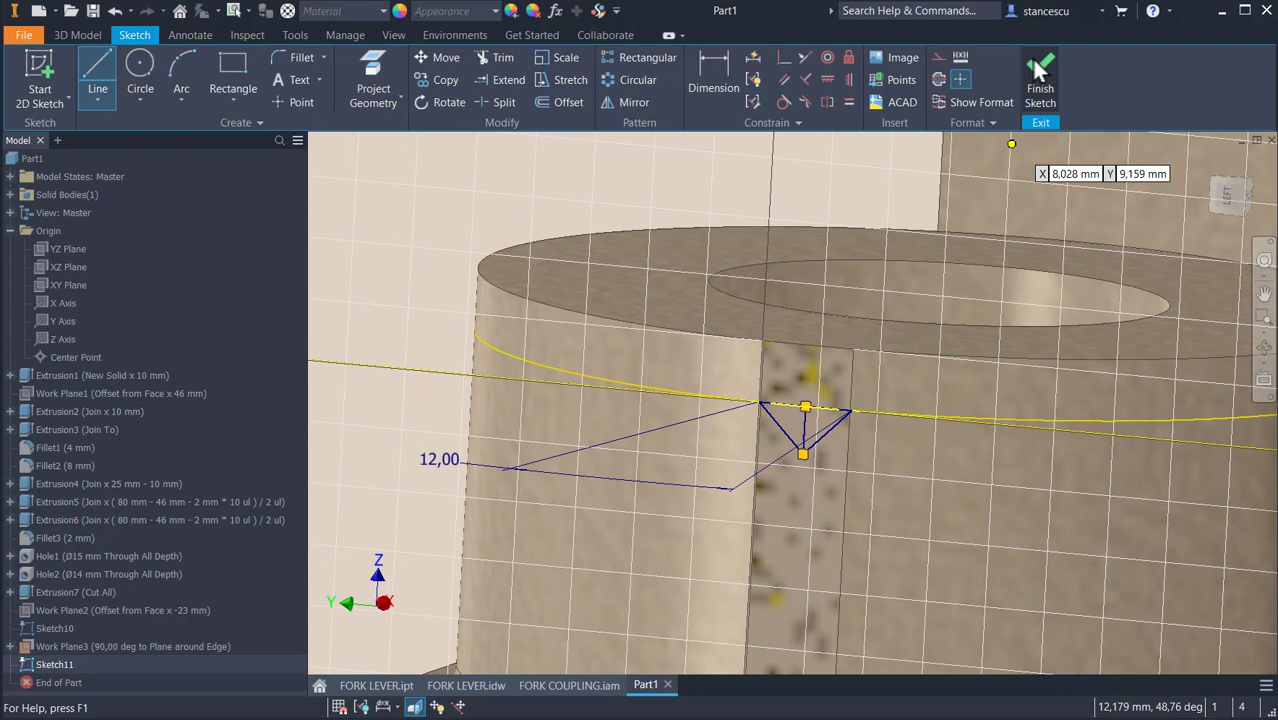 Material
Appearance
Part1
Search Help & Commands...
stancescu
File
3D Model
Sketch
Annotate
Inspect
Tools
Manage
View
Environments
Get Started
Collaborate
Start
2D Sketch
Line
Circle
Arc
Rectangle
Fillet
Text
Point
Project
Geometry
Move
Copy
Rotate
Trim
Extend
Split
Scale
Stretch
Offset
Rectangular
Circular
Mirror
Dimension
Image
Points
ACAD
Show Format
Finish
Sketch
Sketch
Create
Modify
Pattern
Constrain
Insert
Format
Exit
Model
Part1
Model States: Master
Solid Bodies(1)
View: Master
Origin
YZ Plane
XZ Plane
XY Plane
X Axis
Y Axis
Z Axis
Center Point
Extrusion1 (New Solid x 10 mm)
Work Plane1 (Offset from Face x 46 mm)
Extrusion2 (Join x 10 mm)
Extrusion3 (Join To)
Fillet1 (4 mm)
Fillet2 (8 mm)
Extrusion4 (Join x 25 mm - 10 mm)
Extrusion5 (Join x ( 80 mm - 46 mm - 2 mm * 10 ul ) / 2 ul)
Extrusion6 (Join x ( 80 mm - 46 mm - 2 mm * 10 ul ) / 2 ul)
Fillet3 (2 mm)
Hole1 (Ø15 mm Through All Depth)
Hole2 (Ø14 mm Through All Depth)
Extrusion7 (Cut All)
Work Plane2 (Offset from Face x -23 mm)
Sketch10
Work Plane3 (90,00 deg to Plane around Edge)
Sketch11
End of Part
X 8,028 mm Y 9,159 mm
LEFT
12,00
Z
Y
X
FORK LEVER.ipt
FORK LEVER.idw
FORK COUPLING.iam
Part1
For Help, press F1
12,179 mm, 48,76 deg
1
4